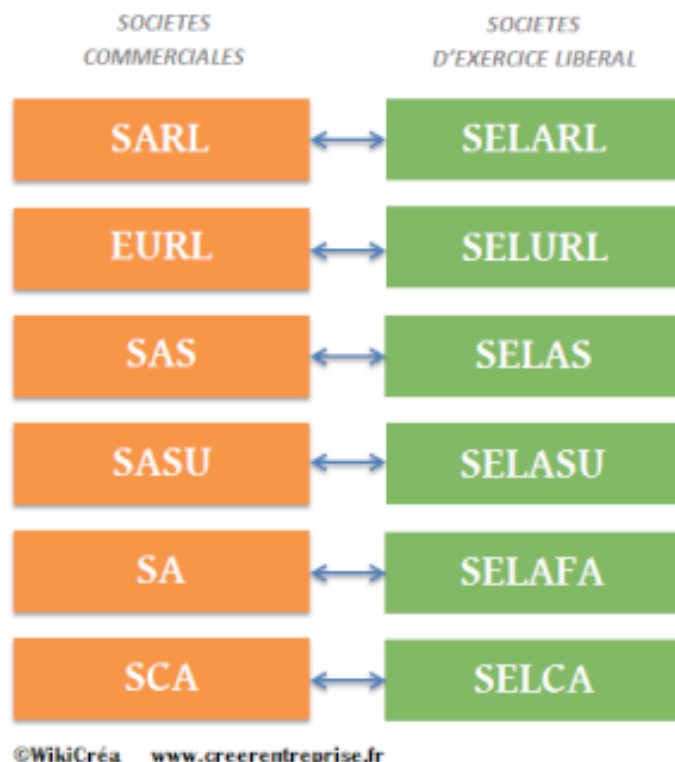 SOCIETES COMMERCIALES
SOCIETES D'EXERCICE LIBERAL
SARL SELARL
EURL SELURL
SAS SELAS
SASU SELASU
SA SELAFA
SCA SELCA
©WikiCréa www.creerentreprise.fr